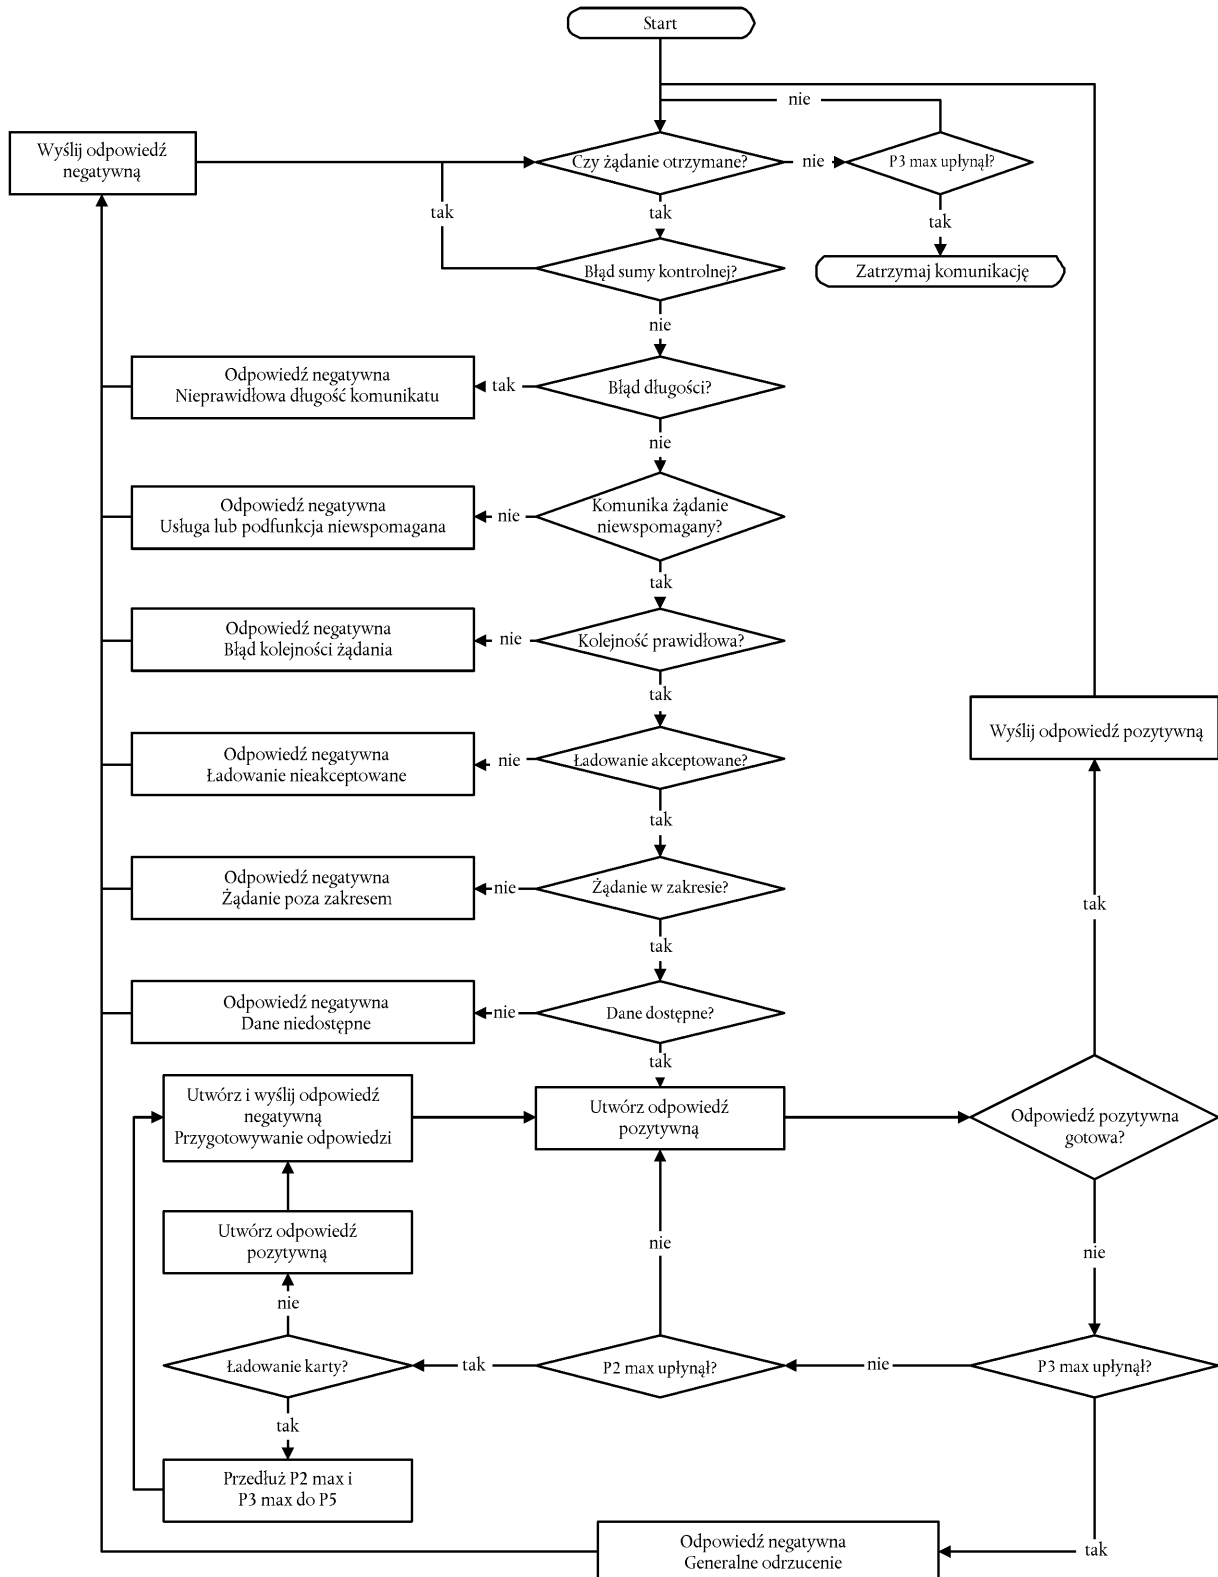 Start
nie
Wyślij odpowiedź
negatywną
Czy żądanie otrzymane?
nie
P3 max upłynął?
tak
tak
tak
Błąd sumy kontrolnej?
Zatrzymaj komunikację
nie
Odpowiedź negatywna
Nieprawidłowa długość komunikatu
tak
Błąd długości?
nie
Odpowiedź negatywna
Usługa lub podfunkcja niewspomagana
nie
Komunika żądanie
niewspomagany?
tak
Odpowiedź negatywna
Błąd kolejności żądania
nie
Kolejność prawidłowa?
tak
Wyślij odpowiedź pozytywną
Odpowiedź negatywna
Ładowanie nieakceptowane
nie
Ładowanie akceptowane?
tak
Odpowiedź negatywna
Żądanie poza zakresem
nie
Żądanie w zakresie?
tak
tak
Odpowiedź negatywna
Dane niedostępne
nie
Dane dostępne?
tak
Utwórz i wyślij odpowiedź
negatywną
Przygotowywanie odpowiedzi
Utwórz odpowiedź
pozytywną
Odpowiedź pozytywna
gotowa?
Utwórz odpowiedź
pozytywną
nie
nie
nie
Ładowanie karty?
tak
P2 max upłynął?
nie
P3 max upłynął?
tak
Przedłuż P2 max i
P3 max do P5
Odpowiedź negatywna
Generalne odrzucenie
tak